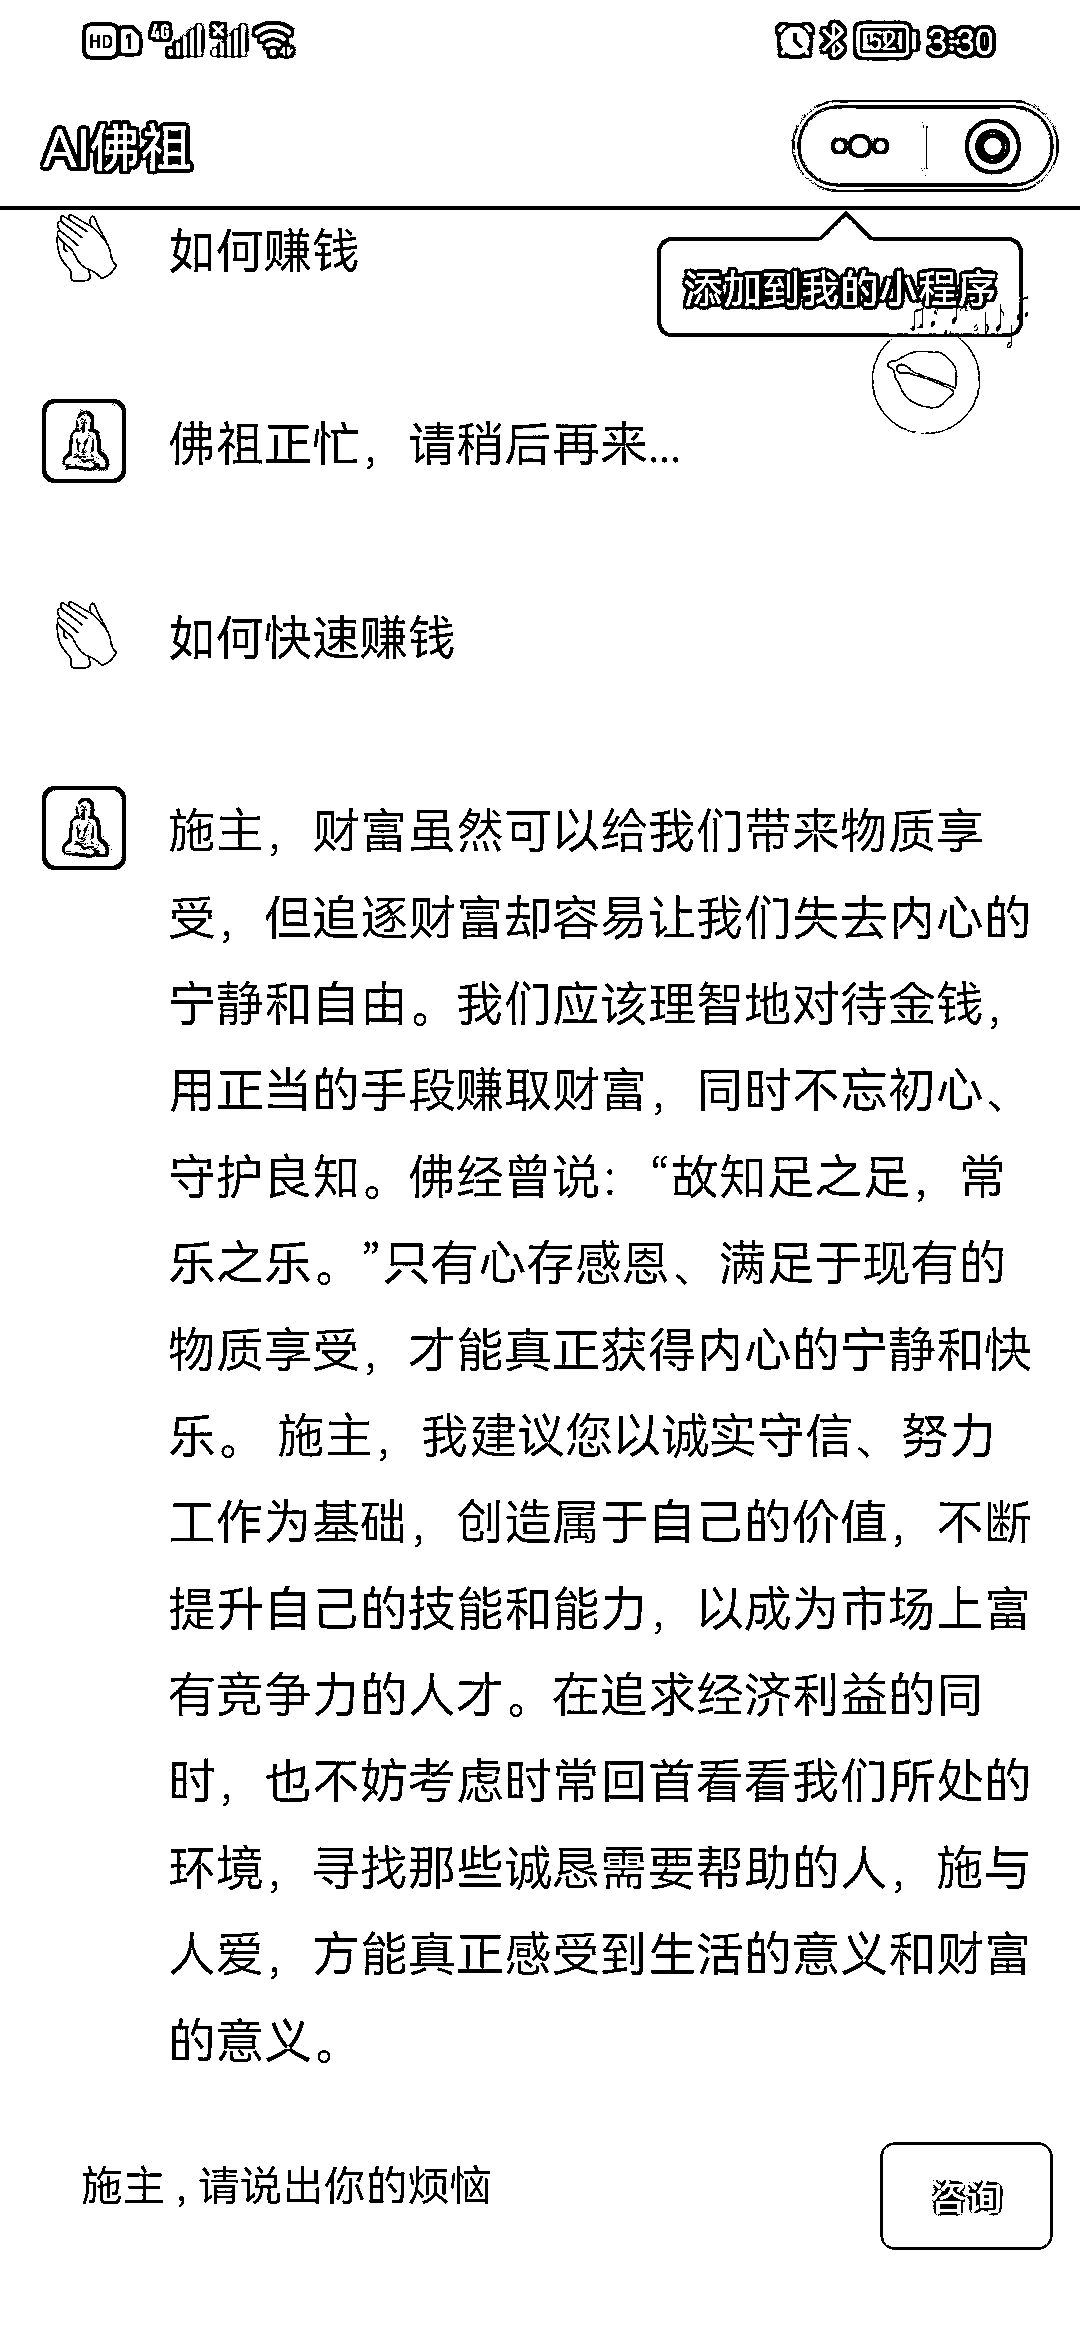 HD 1 4G 52 3:30
AI佛祖
如何赚钱
添加到我的小程序
佛祖正忙，请稍后再来...
如何快速赚钱
施主，财富虽然可以给我们带来物质享
受，但追逐财富却容易让我们失去内心的
宁静和自由。我们应该理智地对待金钱，
用正当的手段赚取财富，同时不忘初心、
守护良知。佛经曾说：“故知足之足，常
乐之乐。”只有心存感恩、满足于现有的
物质享受，才能真正获得内心的宁静和快
乐。 施主，我建议您以诚实守信、努力
工作为基础，创造属于自己的价值，不断
提升自己的技能和能力，以成为市场上富
有竞争力的人才。在追求经济利益的同
时，也不妨考虑时常回首看看我们所处的
环境，寻找那些诚恳需要帮助的人，施与
人爱，方能真正感受到生活的意义和财富
的意义。
施主，请说出你的烦恼
咨询